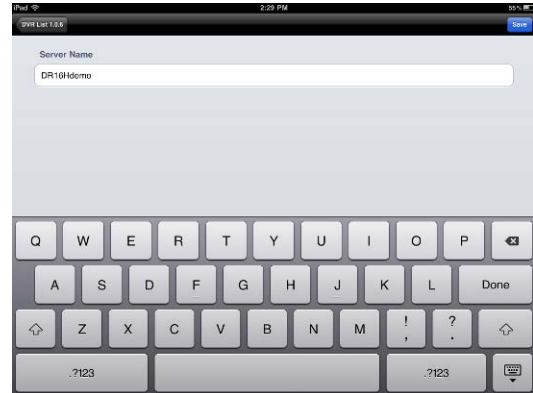 iPad 2:29 PM 55%
DVR List 1.0.6 Save
Server Name
DR16Hdemo
Q W E R T Y U I O P
A S D F G H J K L Done
Z X C V B N M ! , ? .
.?123 .?123